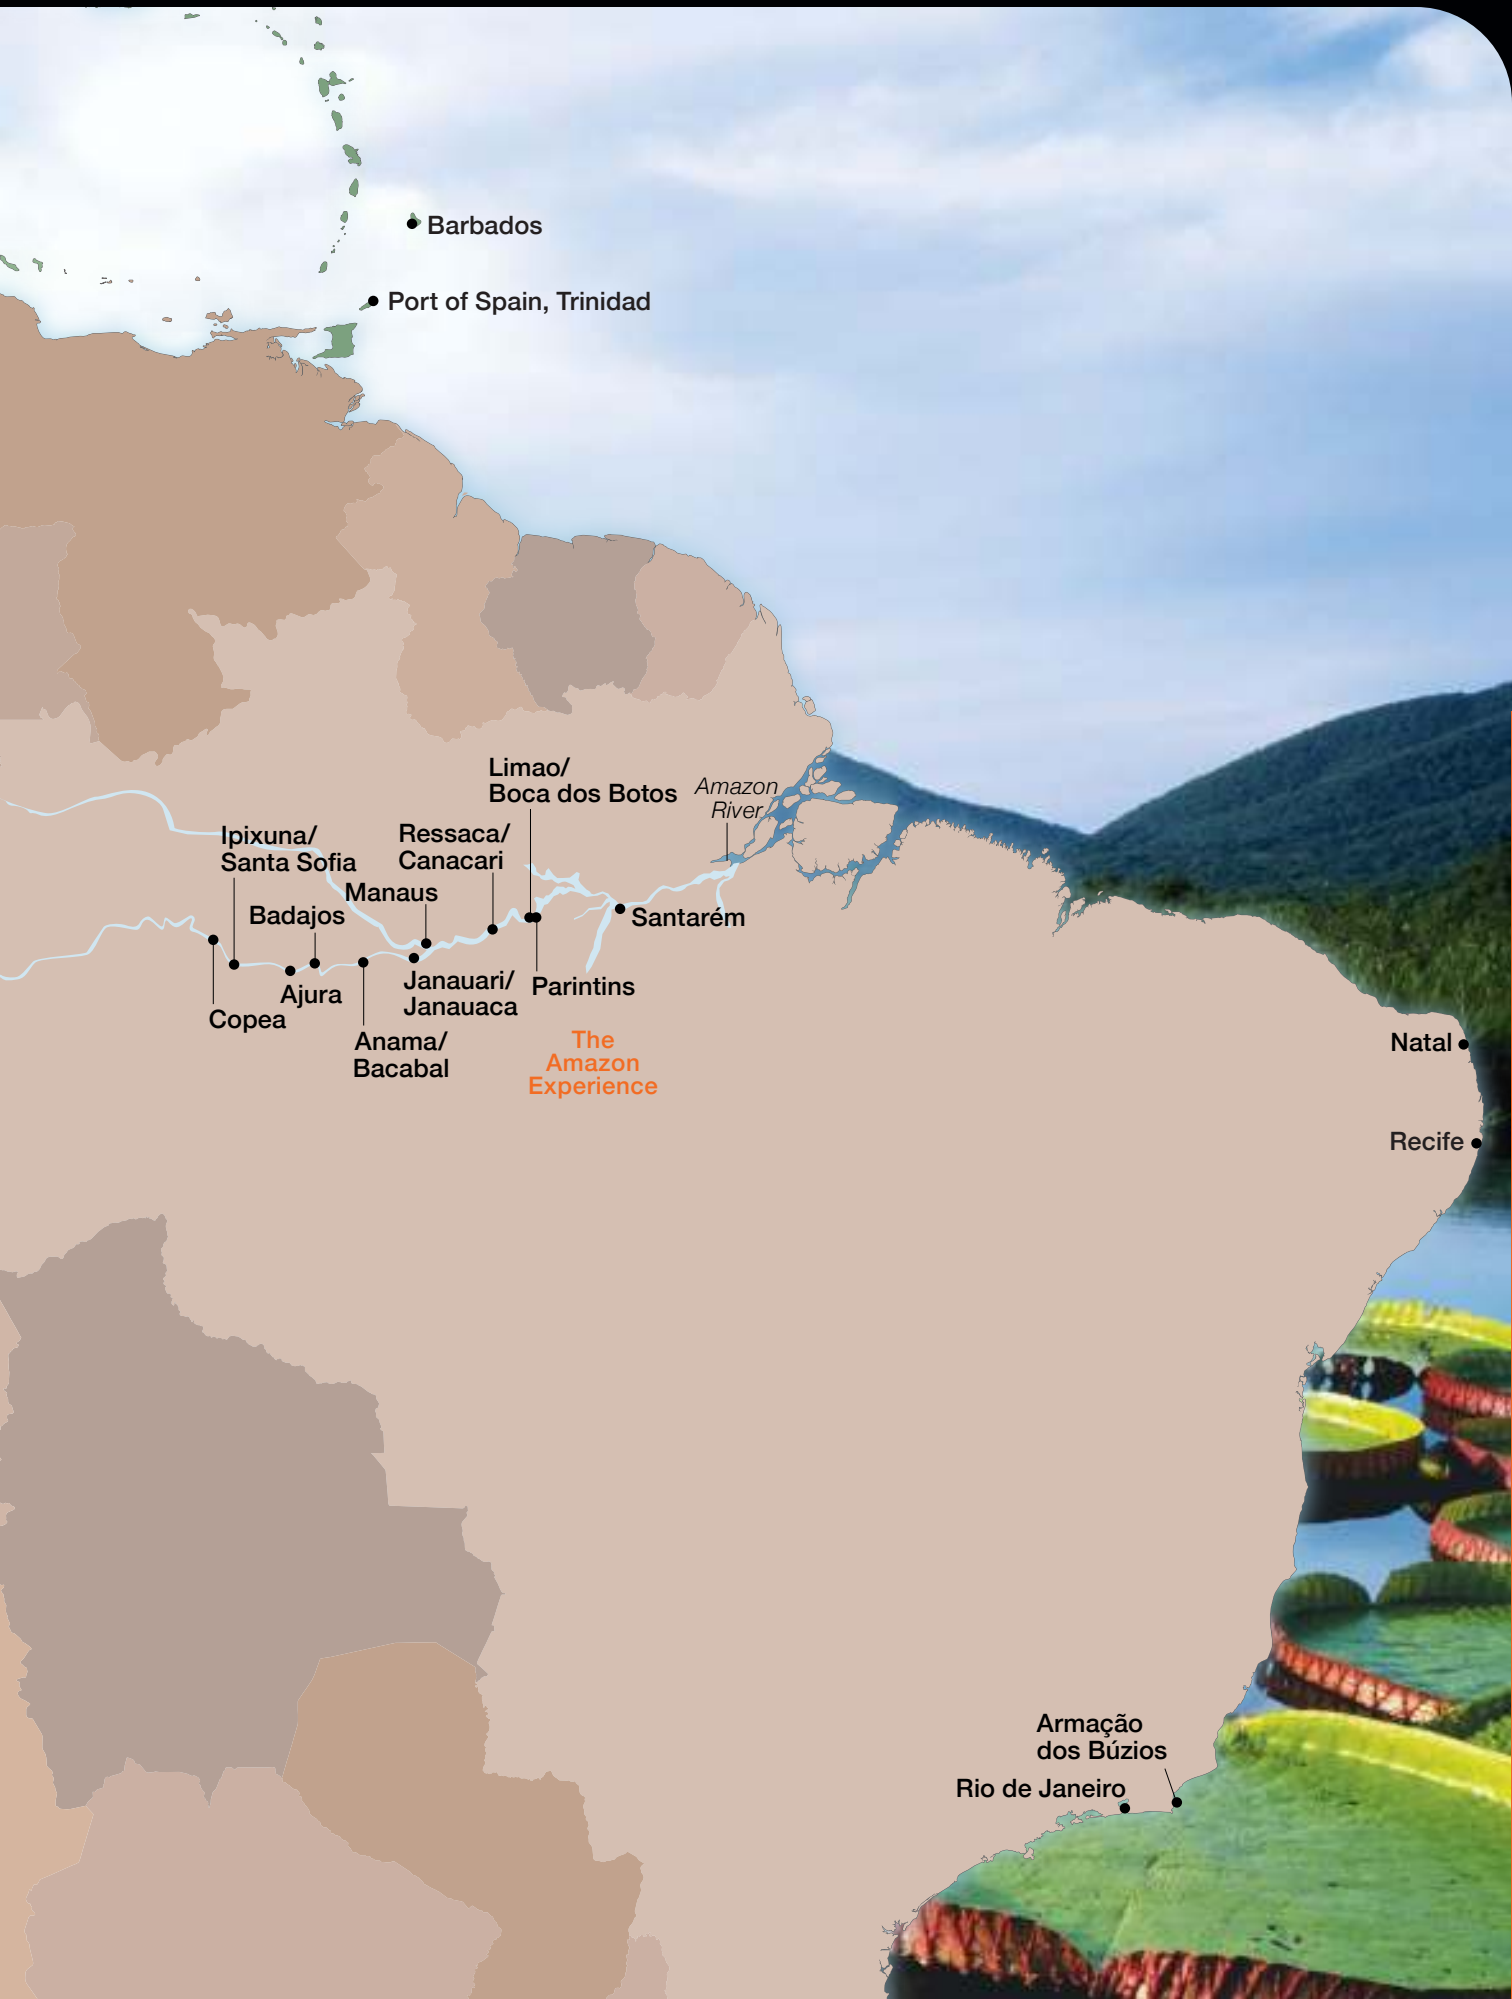 Barbados
Port of Spain, Trinidad
Limao/
Boca dos Botos
Amazon
River
Ipixuna/
Santa Sofia
Ressaca/
Canacari
Manaus
Badajos
Santarém
Janauari/
Janauaca
Parintins
Ajura
Copea
Anama/
Bacabal
The
Amazon
Experience
Natal
Recife
Armação
dos Búzios
Rio de Janeiro